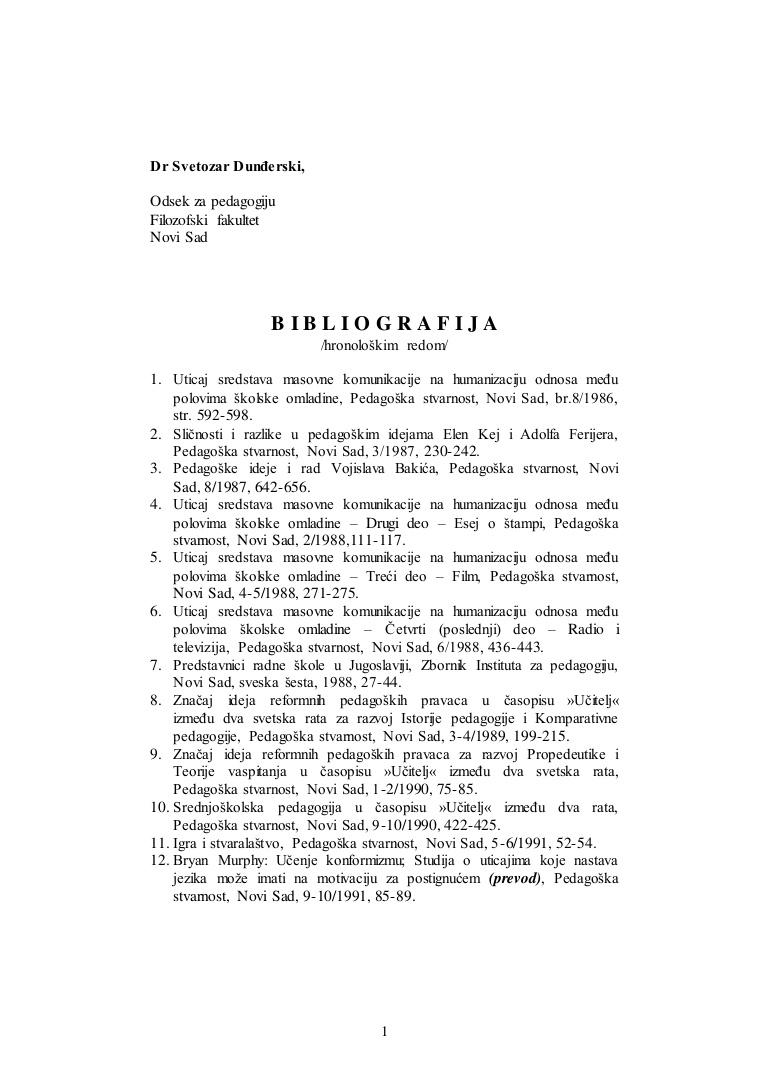 Dr Svetozar Dunđerski,
Odsek za pedagogiju
Filozofski fakultet
Novi Sad
B I B L I O G R A F I J A
/hronološkim redom/
1. Uticaj sredstava masovne komunikacije na humanizaciju odnosa među
polovima školske omladine, Pedagoška stvarnost, Novi Sad, br.8/1986,
str. 592-598.
2. Sličnosti i razlike u pedagoškim idejama Elen Kej i Adolfa Ferijera,
Pedagoška stvarnost, Novi Sad, 3/1987, 230-242.
3. Pedagoške ideje i rad Vojislava Bakića, Pedagoška stvarnost, Novi
Sad, 8/1987, 642-656.
4. Uticaj sredstava masovne komunikacije na humanizaciju odnosa među
polovima školske omladine – Drugi deo – Esej o štampi, Pedagoška
stvarnost, Novi Sad, 2/1988,111-117.
5. Uticaj sredstava masovne komunikacije na humanizaciju odnosa među
polovima školske omladine – Treći deo – Film, Pedagoška stvarnost,
Novi Sad, 4-5/1988, 271-275.
6. Uticaj sredstava masovne komunikacije na humanizaciju odnosa među
polovima školske omladine – Četvrti (poslednji) deo – Radio i
televizija, Pedagoška stvarnost, Novi Sad, 6/1988, 436-443.
7. Predstavnici radne škole u Jugoslaviji, Zbornik Instituta za pedagogiju,
Novi Sad, sveska šesta, 1988, 27-44.
8. Značaj ideja reformnih pedagoških pravaca u časopisu »Učitelj«
između dva svetska rata za razvoj Istorije pedagogije i Komparativne
pedagogije, Pedagoška stvarnost, Novi Sad, 3-4/1989, 199-215.
9. Značaj ideja reformnih pedagoških pravaca za razvoj Propedeutike i
Teorije vaspitanja u časopisu »Učitelj« između dva svetska rata,
Pedagoška stvarnost, Novi Sad, 1-2/1990, 75-85.
10. Srednjoškolska pedagogija u časopisu »Učitelj« između dva rata,
Pedagoška stvarnost, Novi Sad, 9-10/1990, 422-425.
11. Igra i stvaralaštvo, Pedagoška stvarnost, Novi Sad, 5-6/1991, 52-54.
12. Bryan Murphy: Učenje konformizmu; Studija o uticajima koje nastava
jezika može imati na motivaciju za postignućem (prevod), Pedagoška
stvarnost, Novi Sad, 9-10/1991, 85-89.
1